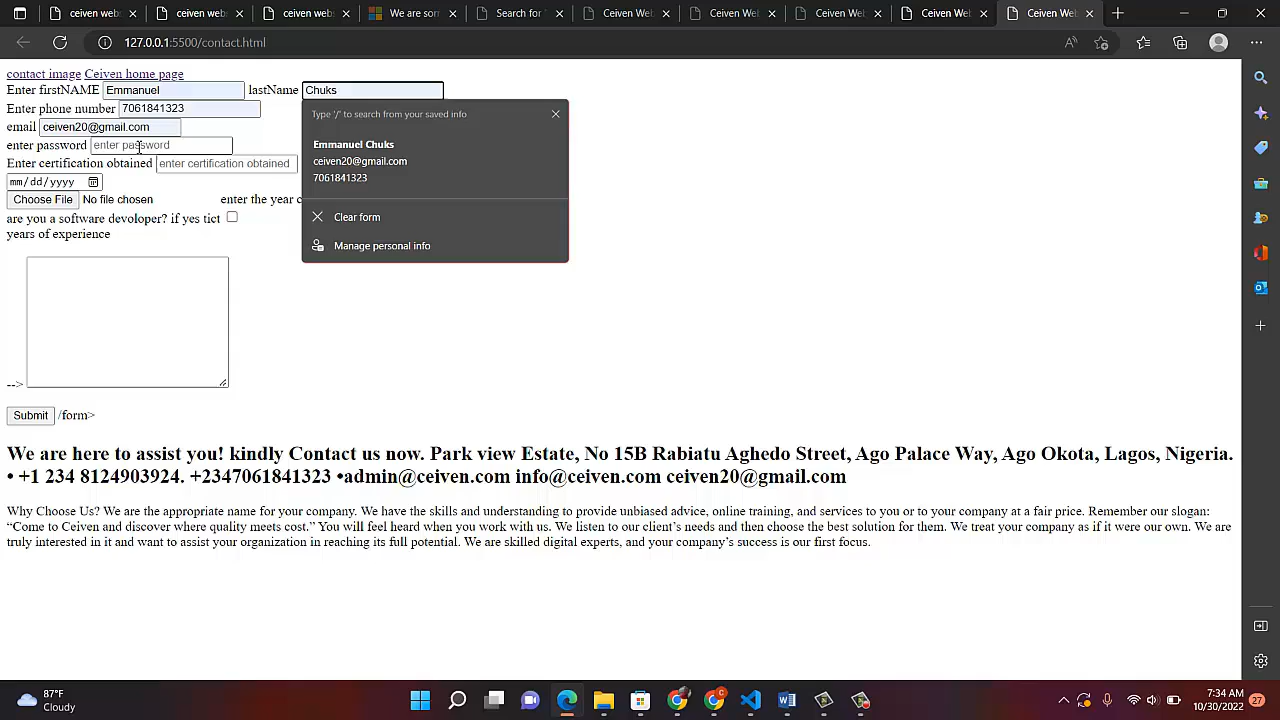 ceiven web
ceiven web
ceiven web
We are sorr
Search for
Ceiven Web
Ceiven Web
Ceiven Web
Ceiven Web
Ceiven Web
127.0.0.1:5500/contact.html
contact image Ceiven home page
Enter firstNAME Emmanuel lastName Chuks
Enter phone number 7061841323
email ceiven20@gmail.com
enter password enter password
Enter certification obtained enter certification obtained
mm/dd/yyyy
Choose File No file chosen enter the year c
are you a software devoloper? if yes tict
years of experience
Type '/' to search from your saved info
Emmanuel Chuks
ceiven20@gmail.com
7061841323
Clear form
Manage personal info
-->
Submit /form>
We are here to assist you! kindly Contact us now. Park view Estate, No 15B Rabiatu Aghedo Street, Ago Palace Way, Ago Okota, Lagos, Nigeria.
• +1 234 8124903924. +2347061841323 •admin@ceiven.com info@ceiven.com ceiven20@gmail.com
Why Choose Us? We are the appropriate name for your company. We have the skills and understanding to provide unbiased advice, online training, and services to you or to your company at a fair price. Remember our slogan:
“Come to Ceiven and discover where quality meets cost.” You will feel heard when you work with us. We listen to our client’s needs and then choose the best solution for them. We treat your company as if it were our own. We are
truly interested in it and want to assist your organization in reaching its full potential. We are skilled digital experts, and your company’s success is our first focus.
87°F
Cloudy
7:34 AM
10/30/2022
27